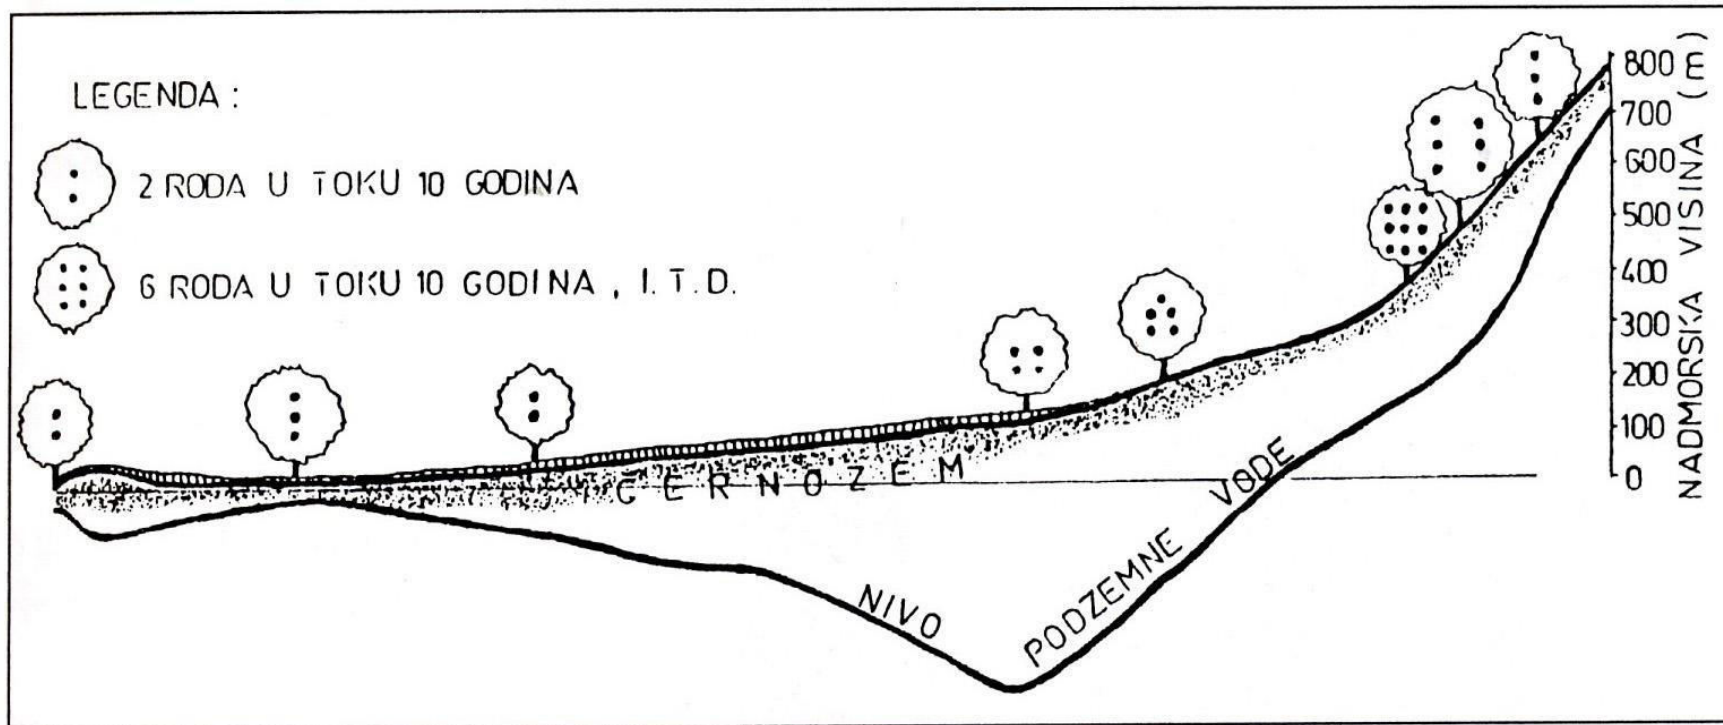 LEGENDA :
2 RODA U TOKU 10 GODINA
6 RODA U TOKU 10 GODINA , I.T.D.
800 (m)
700
600
500
400
300
200
100
0
NADMORSKA VISINA
ČERNOZEM
NIVO PODZEMNE VODE